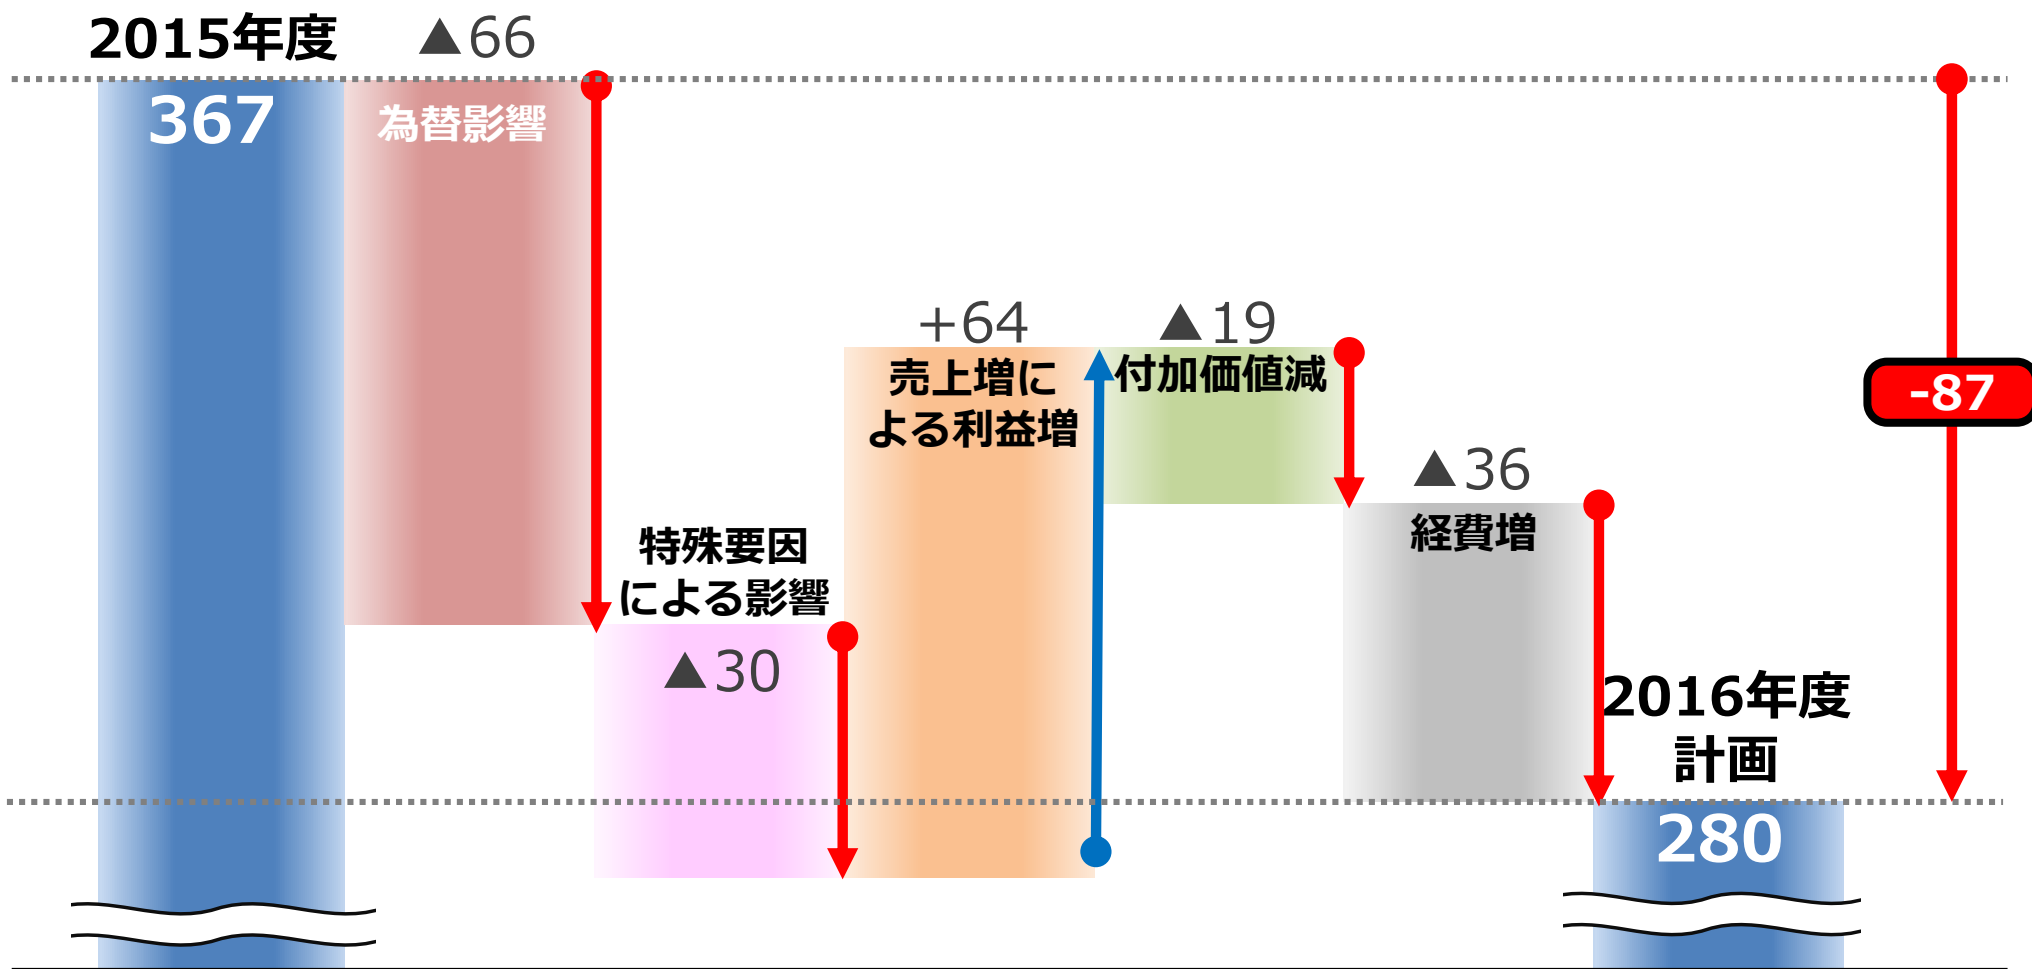 2015年度
367
▲66
為替影響
特殊要因
による影響
▲30
+64
売上増に
よる利益増
▲19
付加価値減
▲36
経費増
2016年度
計画
280
-87